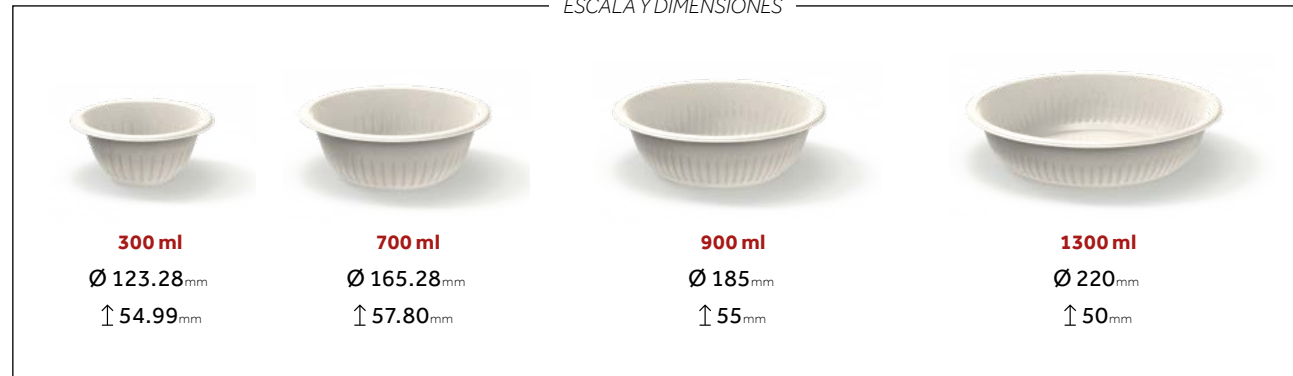 ESCALA Y DIMENSIONES
300 ml
Ø 123.28mm
↥ 54.99mm
700 ml
Ø 165.28mm
↥ 57.80mm
900 ml
Ø 185mm
↥ 55mm
1300 ml
Ø 220mm
↥ 50mm